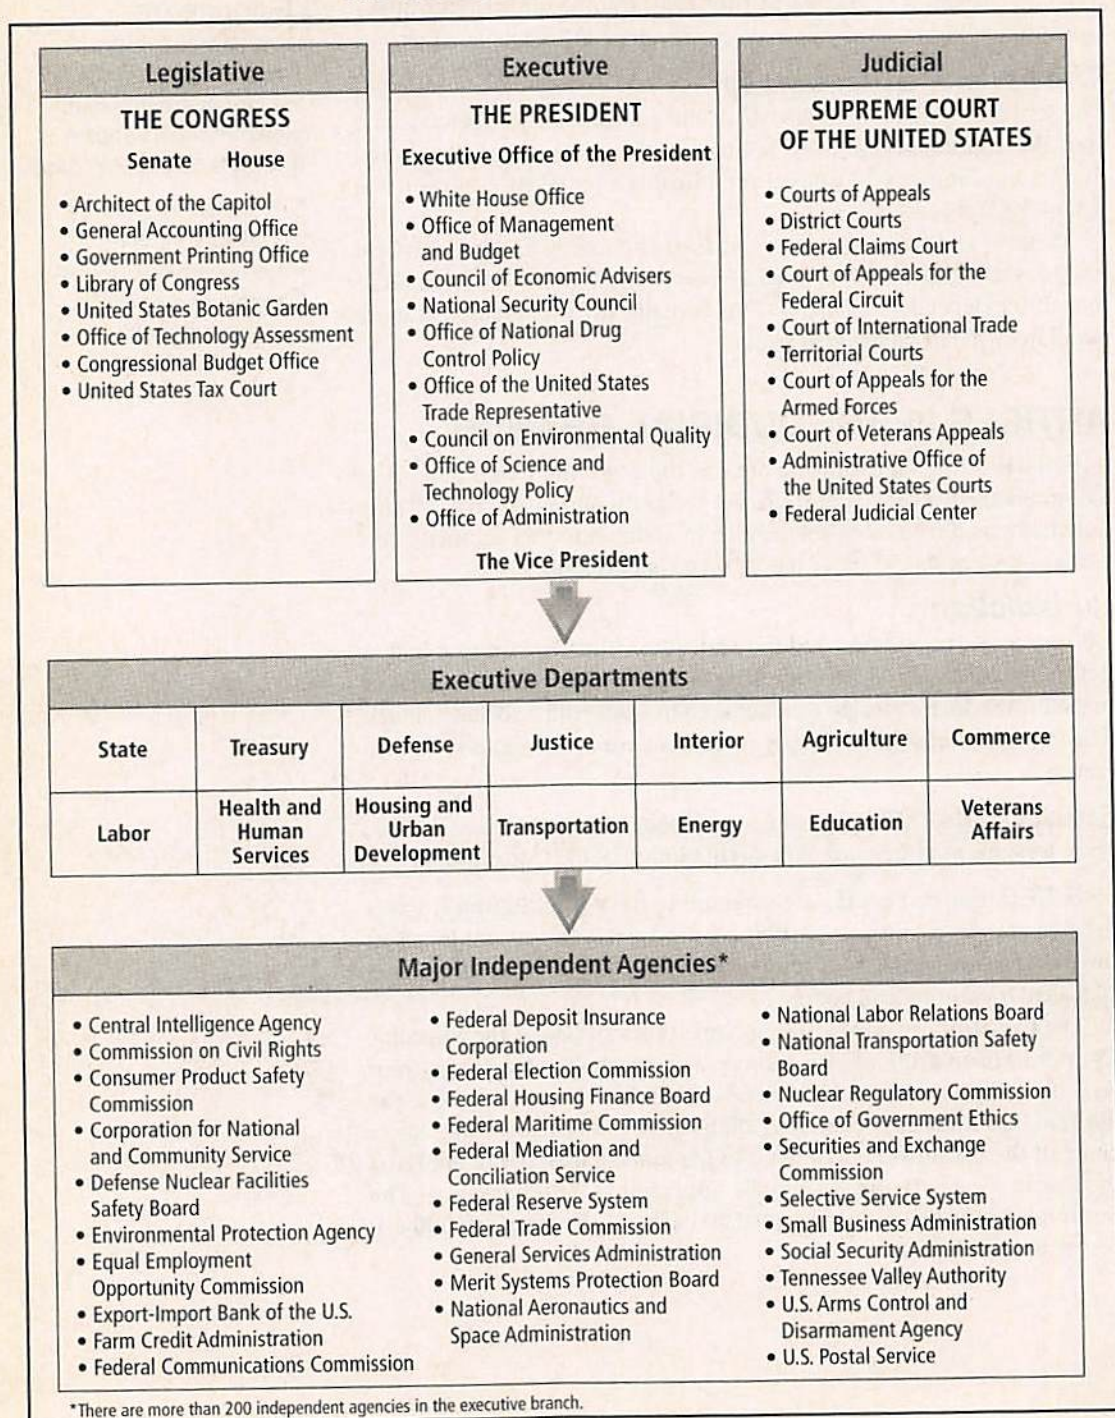 Legislative
THE CONGRESS
Senate House
• Architect of the Capitol
• General Accounting Office
• Government Printing Office
• Library of Congress
• United States Botanic Garden
• Office of Technology Assessment
• Congressional Budget Office
• United States Tax Court
Executive
THE PRESIDENT
Executive Office of the President
• White House Office
• Office of Management
and Budget
• Council of Economic Advisers
• National Security Council
• Office of National Drug
Control Policy
• Office of the United States
Trade Representative
• Council on Environmental Quality
• Office of Science and
Technology Policy
• Office of Administration
The Vice President
Judicial
SUPREME COURT
OF THE UNITED STATES
• Courts of Appeals
• District Courts
• Federal Claims Court
• Court of Appeals for the
Federal Circuit
• Court of International Trade
• Territorial Courts
• Court of Appeals for the
Armed Forces
• Court of Veterans Appeals
• Administrative Office of
the United States Courts
• Federal Judicial Center
Executive Departments
State
Treasury
Defense
Justice
Interior
Agriculture
Commerce
Labor
Health and
Human
Services
Housing and
Urban
Development
Transportation
Energy
Education
Veterans
Affairs
Major Independent Agencies*
• Central Intelligence Agency
• Commission on Civil Rights
• Consumer Product Safety
Commission
• Corporation for National
and Community Service
• Defense Nuclear Facilities
Safety Board
• Environmental Protection Agency
• Equal Employment
Opportunity Commission
• Export-Import Bank of the U.S.
• Farm Credit Administration
• Federal Communications Commission
• Federal Deposit Insurance
Corporation
• Federal Election Commission
• Federal Housing Finance Board
• Federal Maritime Commission
• Federal Mediation and
Conciliation Service
• Federal Reserve System
• Federal Trade Commission
• General Services Administration
• Merit Systems Protection Board
• National Aeronautics and
Space Administration
• National Labor Relations Board
• National Transportation Safety
Board
• Nuclear Regulatory Commission
• Office of Government Ethics
• Securities and Exchange
Commission
• Selective Service System
• Small Business Administration
• Social Security Administration
• Tennessee Valley Authority
• U.S. Arms Control and
Disarmament Agency
• U.S. Postal Service
*There are more than 200 independent agencies in the executive branch.